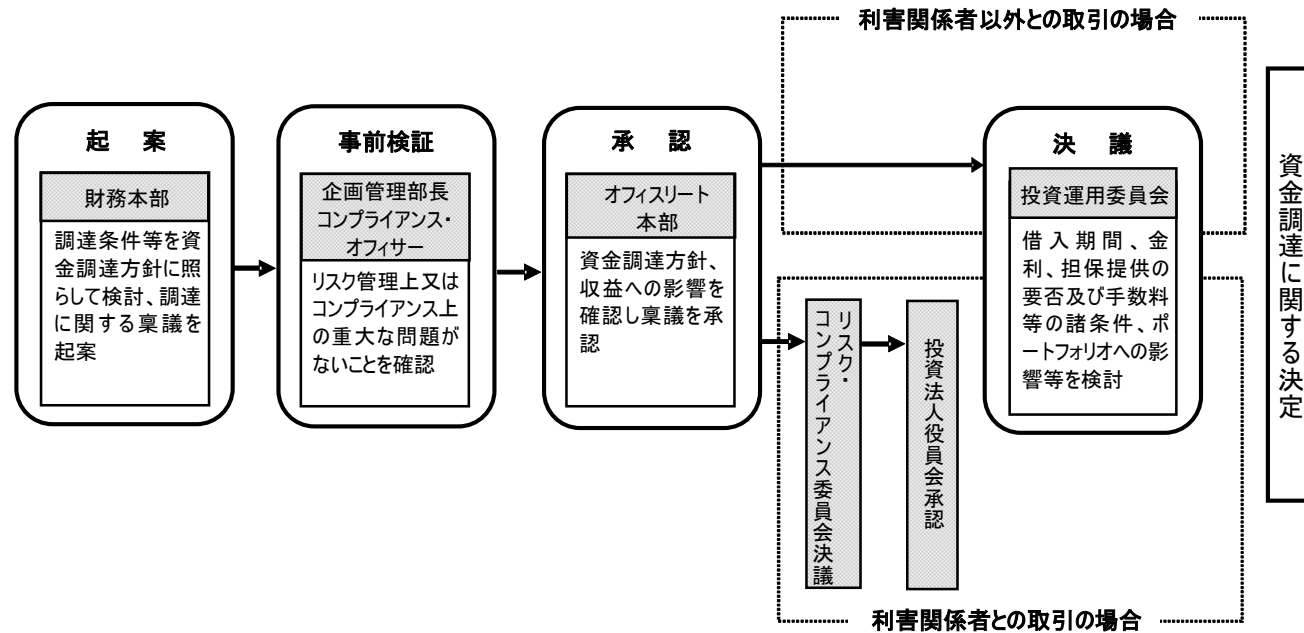 利害関係者以外との取引の場合
起 案
財務本部
調達条件等を資
金調達方針に照
らして検討、調達
に関する稟議を
起案
事前検証
企画管理部長
コンプライアンス・
オフィサー
リスク管理上又は
コンプライアンス上
の重大な問題が
ないことを確認
承 認
オフィスリート
本部
資金調達方針、
収益への影響を
確認し稟議を承
認
リスク・
コンプライアンス委員会決議
投資法人役員会承認
決 議
投資運用委員会
借入期間、金
利、担保提供の
要否及び手数料
等の諸条件、ポ
ートフォリオへの影
響等を検討
利害関係者との取引の場合
資金調達に関する決定